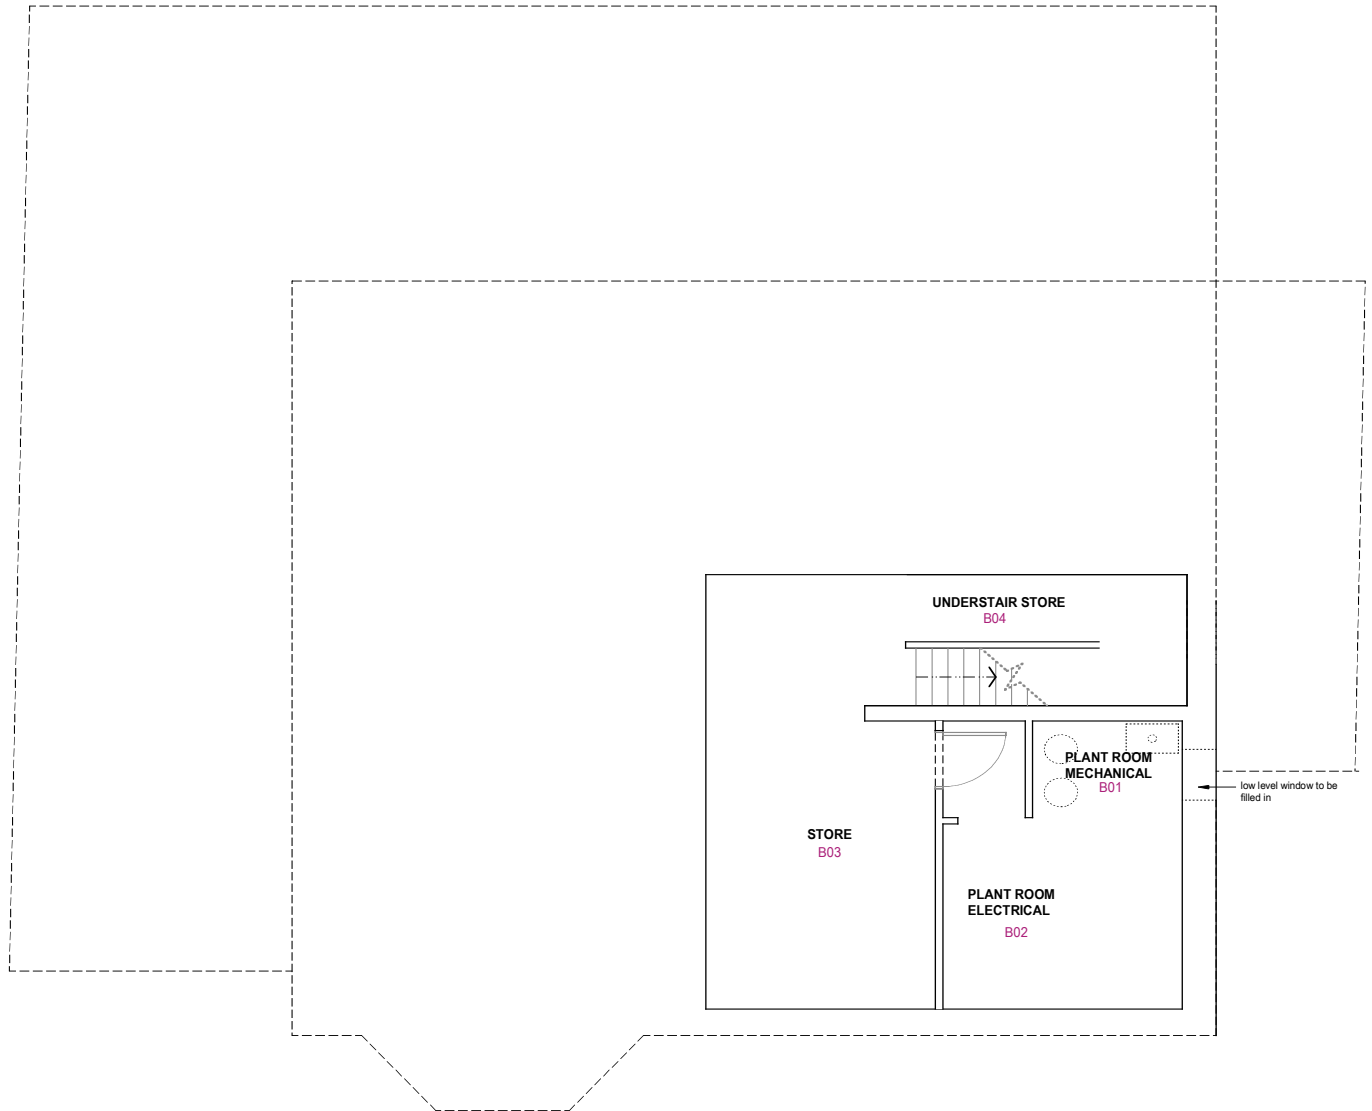 UNDERSTAIR STORE
B04
PLANT ROOM
MECHANICAL
B01
low level window to be
filled in
STORE
B03
PLANT ROOM
ELECTRICAL
B02